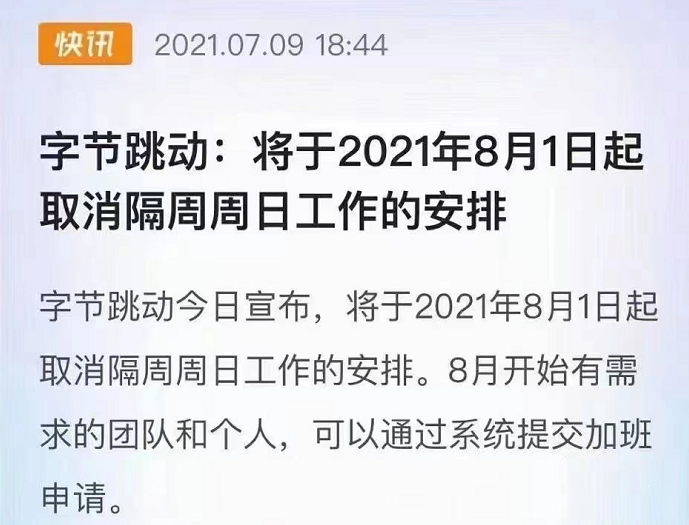 快讯 2021.07.09 18:44
字节跳动：将于2021年8月1日起
取消隔周周日工作的安排
字节跳动今日宣布，将于2021年8月1日起
取消隔周周日工作的安排。8月开始有需
求的团队和个人，可以通过系统提交加班
申请。